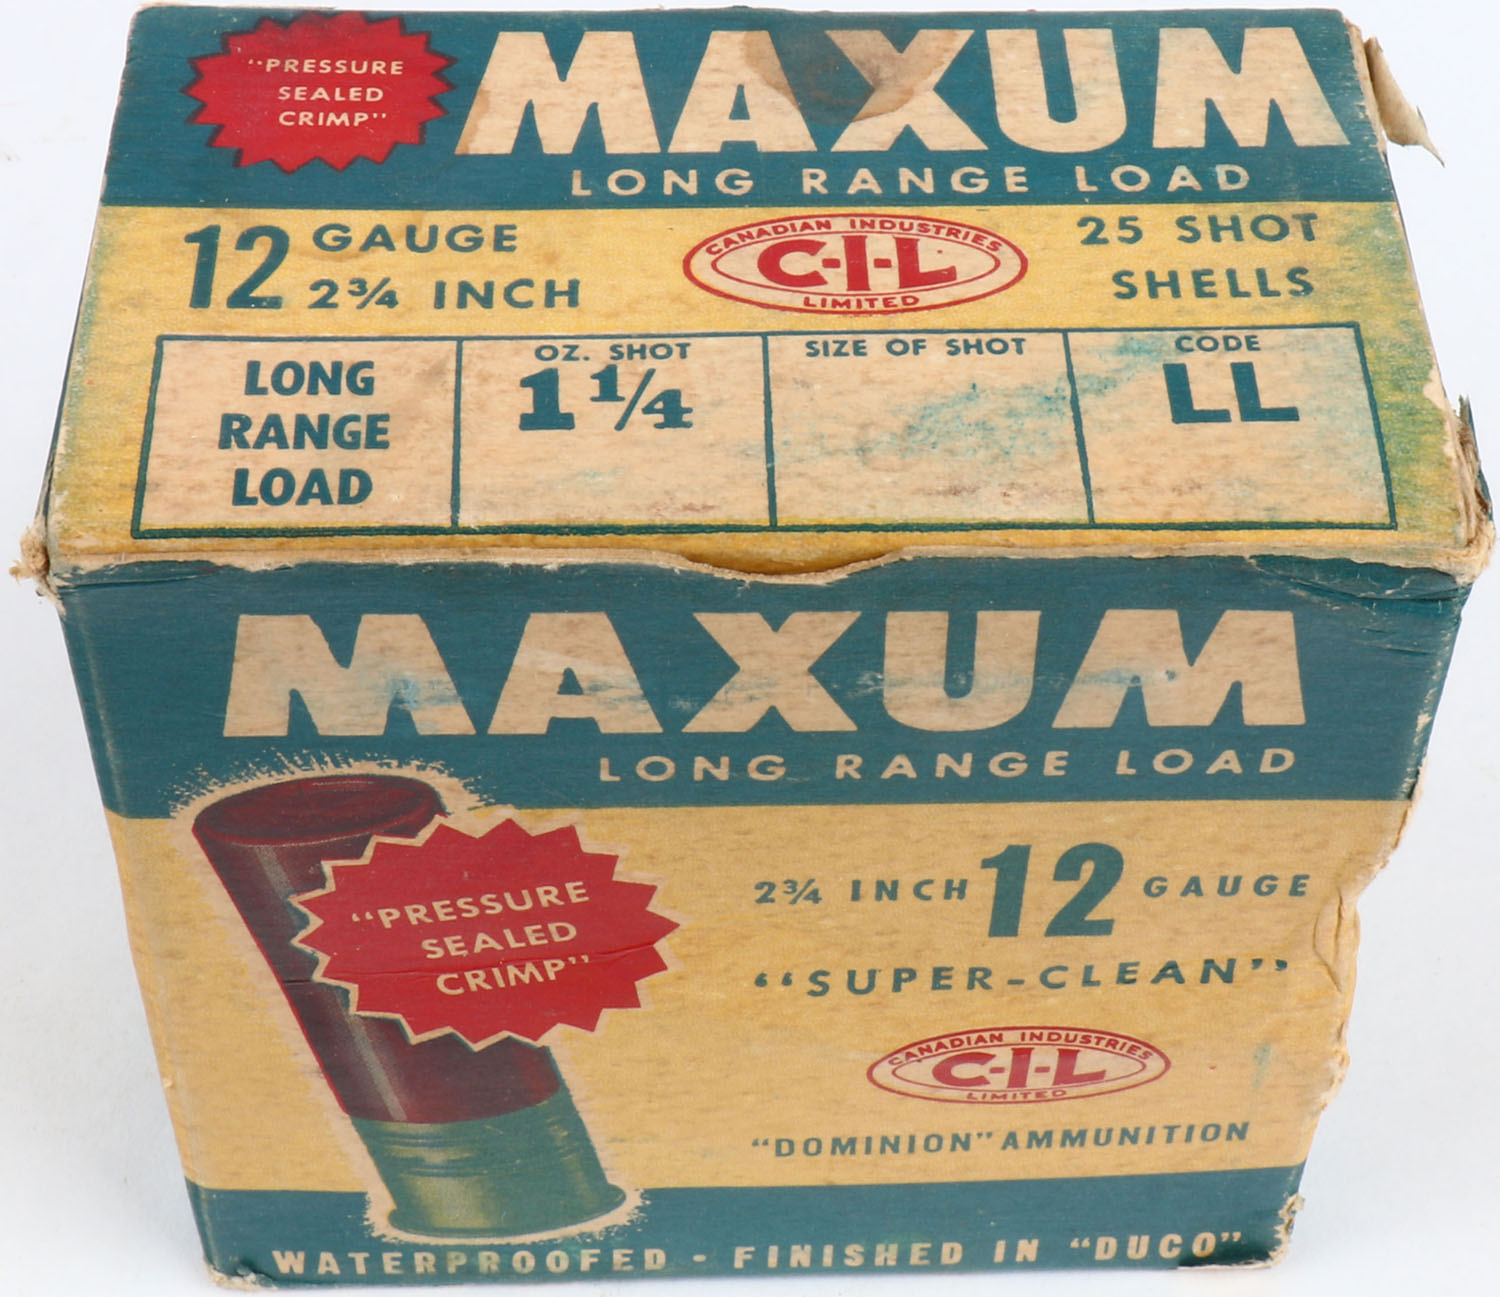 “PRESSURE
SEALED
CRIMP”
MAXUM
LONG RANGE LOAD
12 GAUGE
2¾ INCH
CANADIAN INDUSTRIES
C-I-L
LIMITED
25 SHOT
SHELLS
LONG
RANGE
LOAD
OZ. SHOT
1 1/4
SIZE OF SHOT
CODE
LL
MAXUM
LONG RANGE LOAD
“PRESSURE
SEALED
CRIMP”
2¾ INCH 12 GAUGE
“SUPER-CLEAN”
CANADIAN INDUSTRIES
C-I-L
LIMITED
“DOMINION” AMMUNITION
WATERPROOFED - FINISHED IN “DUCO”